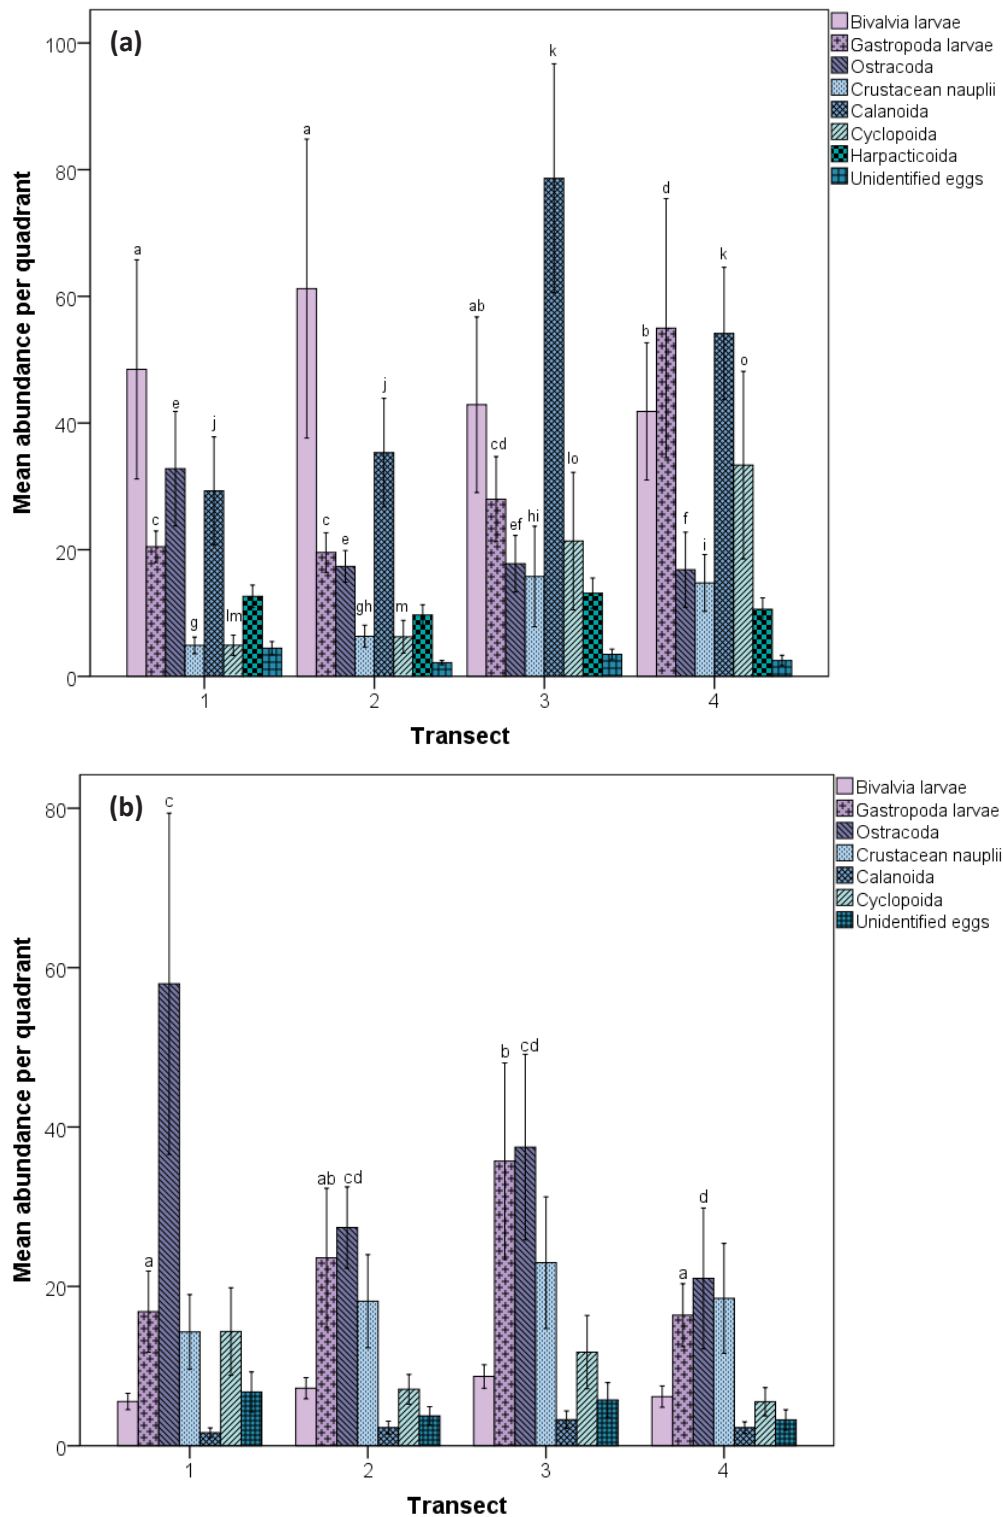 (a)
Mean abundance per quadrant
100
80
60
40
20
0
a
c
e
g
j
lm
a
c
e
gh
j
m
ab
cd
ef
hi
k
lo
b
d
f
i
k
o
1
2
3
4
Transect
Bivalvia larvae
Gastropoda larvae
Ostracoda
Crustacean nauplii
Calanoida
Cyclopoida
Harpacticoida
Unidentified eggs
(b)
Mean abundance per quadrant
80
60
40
20
0
a
c
ab
cd
b
cd
a
d
1
2
3
4
Transect
Bivalvia larvae
Gastropoda larvae
Ostracoda
Crustacean nauplii
Calanoida
Cyclopoida
Unidentified eggs